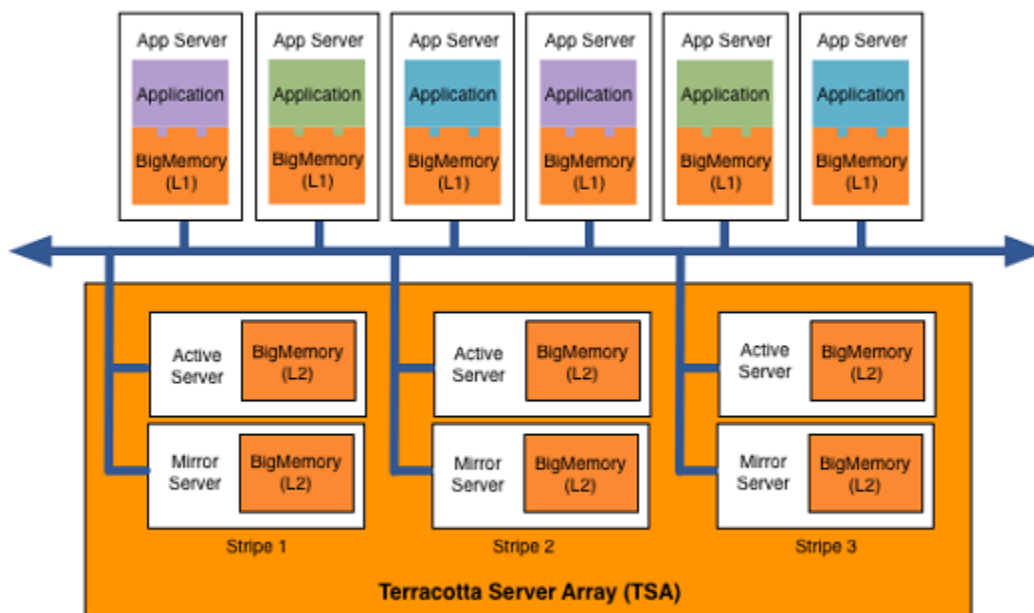 App Server App Server App Server App Server App Server App Server
Application Application Application Application Application Application
BigMemory BigMemory BigMemory BigMemory BigMemory BigMemory
(L1) (L1) (L1) (L1) (L1) (L1)
Active BigMemory Active BigMemory Active BigMemory
Server (L2) Server (L2) Server (L2)
Mirror BigMemory Mirror BigMemory Mirror BigMemory
Server (L2) Server (L2) Server (L2)
Stripe 1 Stripe 2 Stripe 3
Terracotta Server Array (TSA)